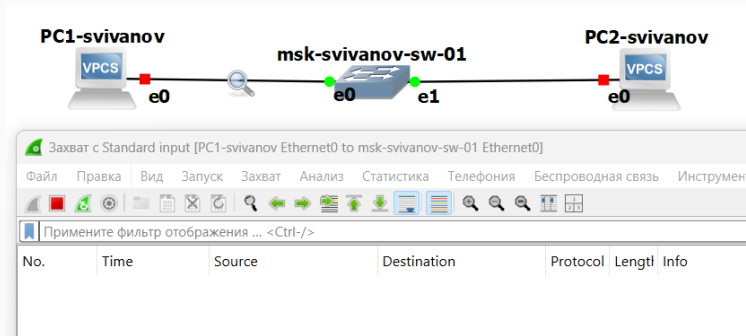 PC1-svivanov
PC2-svivanov
msk-svivanov-sw-01
VPCS
VPCS
e0
e0
e1
e0
Захват с Standard input [PC1-svivanov Ethernet0 to msk-svivanov-sw-01 Ethernet0]
Файл Правка Вид Запуск Захват Анализ Статистика Телефония Беспроводная связь Инструмен
Примените фильтр отображения ... <Ctrl-/>
No. Time Source Destination Protocol Lengtl Info